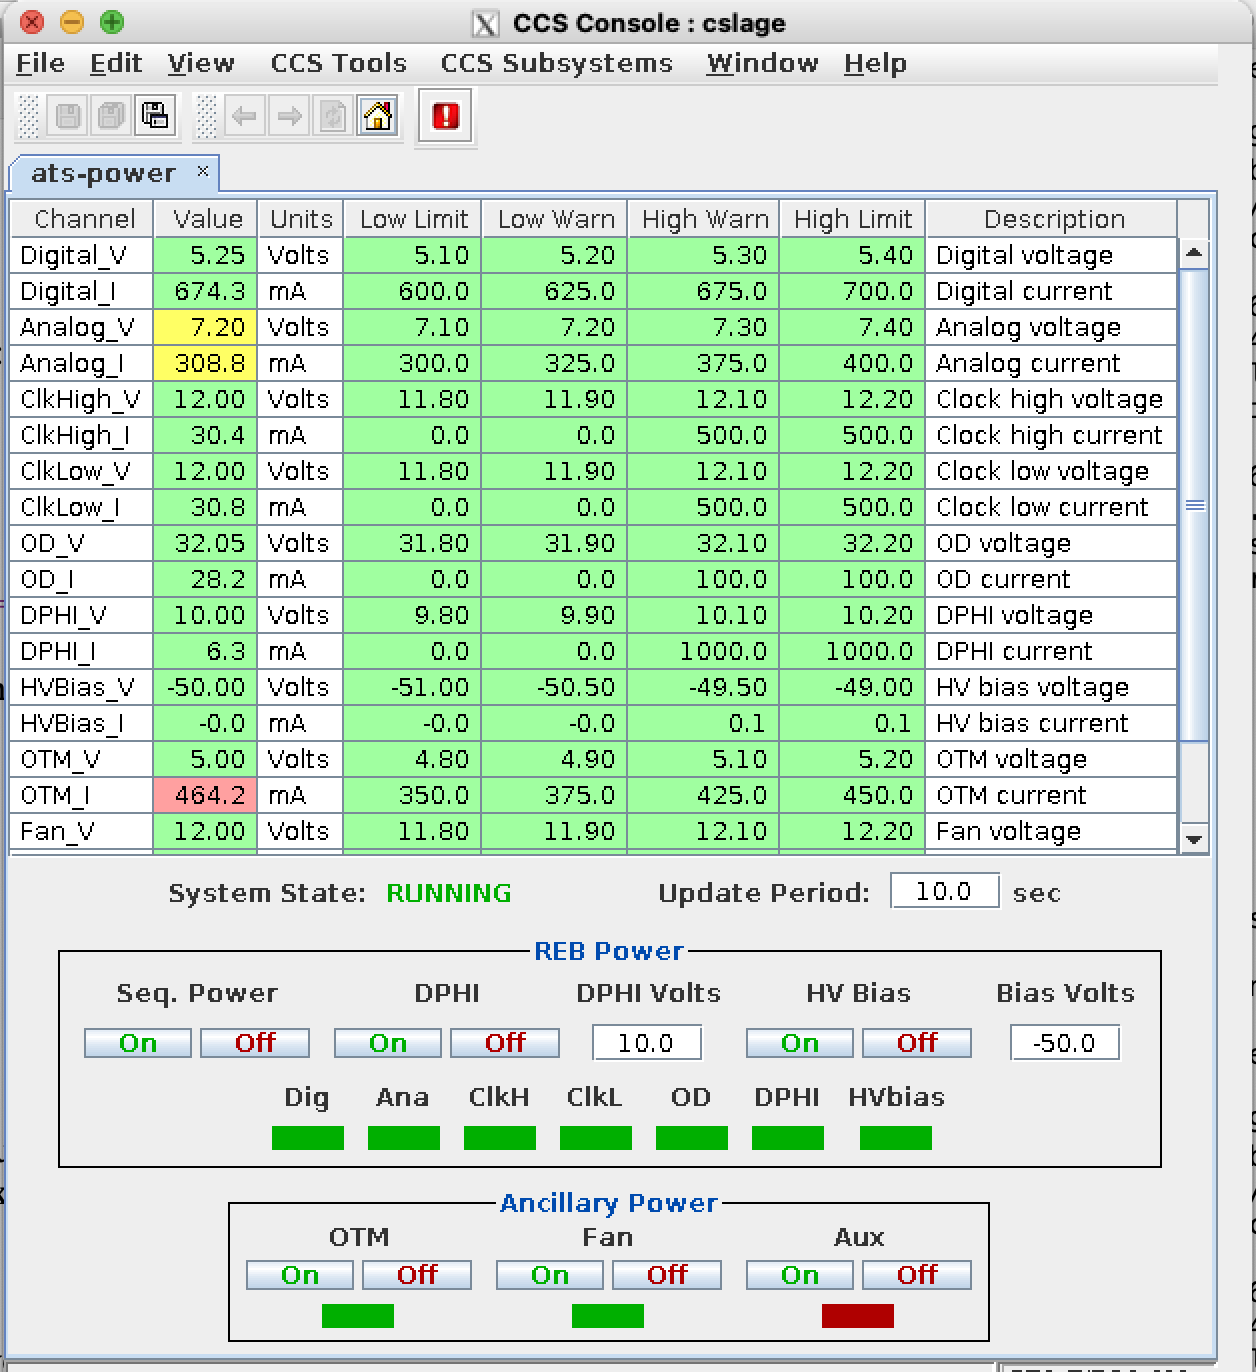 CCS Console : cslage
File Edit View CCS Tools CCS Subsystems Window Help
ats-power ×
Channel Value Units Low Limit Low Warn High Warn High Limit Description
Digital_V 5.25 Volts 5.10 5.20 5.30 5.40 Digital voltage
Digital_I 674.3 mA 600.0 625.0 675.0 700.0 Digital current
Analog_V 7.20 Volts 7.10 7.20 7.30 7.40 Analog voltage
Analog_I 308.8 mA 300.0 325.0 375.0 400.0 Analog current
ClkHigh_V 12.00 Volts 11.80 11.90 12.10 12.20 Clock high voltage
ClkHigh_I 30.4 mA 0.0 0.0 500.0 500.0 Clock high current
ClkLow_V 12.00 Volts 11.80 11.90 12.10 12.20 Clock low voltage
ClkLow_I 30.8 mA 0.0 0.0 500.0 500.0 Clock low current
OD_V 32.05 Volts 31.80 31.90 32.10 32.20 OD voltage
OD_I 28.2 mA 0.0 0.0 100.0 100.0 OD current
DPHI_V 10.00 Volts 9.80 9.90 10.10 10.20 DPHI voltage
DPHI_I 6.3 mA 0.0 0.0 1000.0 1000.0 DPHI current
HVBias_V -50.00 Volts -51.00 -50.50 -49.50 -49.00 HV bias voltage
HVBias_I -0.0 mA -0.0 -0.0 0.1 0.1 HV bias current
OTM_V 5.00 Volts 4.80 4.90 5.10 5.20 OTM voltage
OTM_I 464.2 mA 350.0 375.0 425.0 450.0 OTM current
Fan_V 12.00 Volts 11.80 11.90 12.10 12.20 Fan voltage
System State: RUNNING Update Period: 10.0 sec
REB Power
Seq. Power DPHI DPHI Volts HV Bias Bias Volts
On Off On Off 10.0 On Off -50.0
Dig Ana ClkH ClkL OD DPHI HVbias
Ancillary Power
OTM Fan Aux
On Off On Off On Off